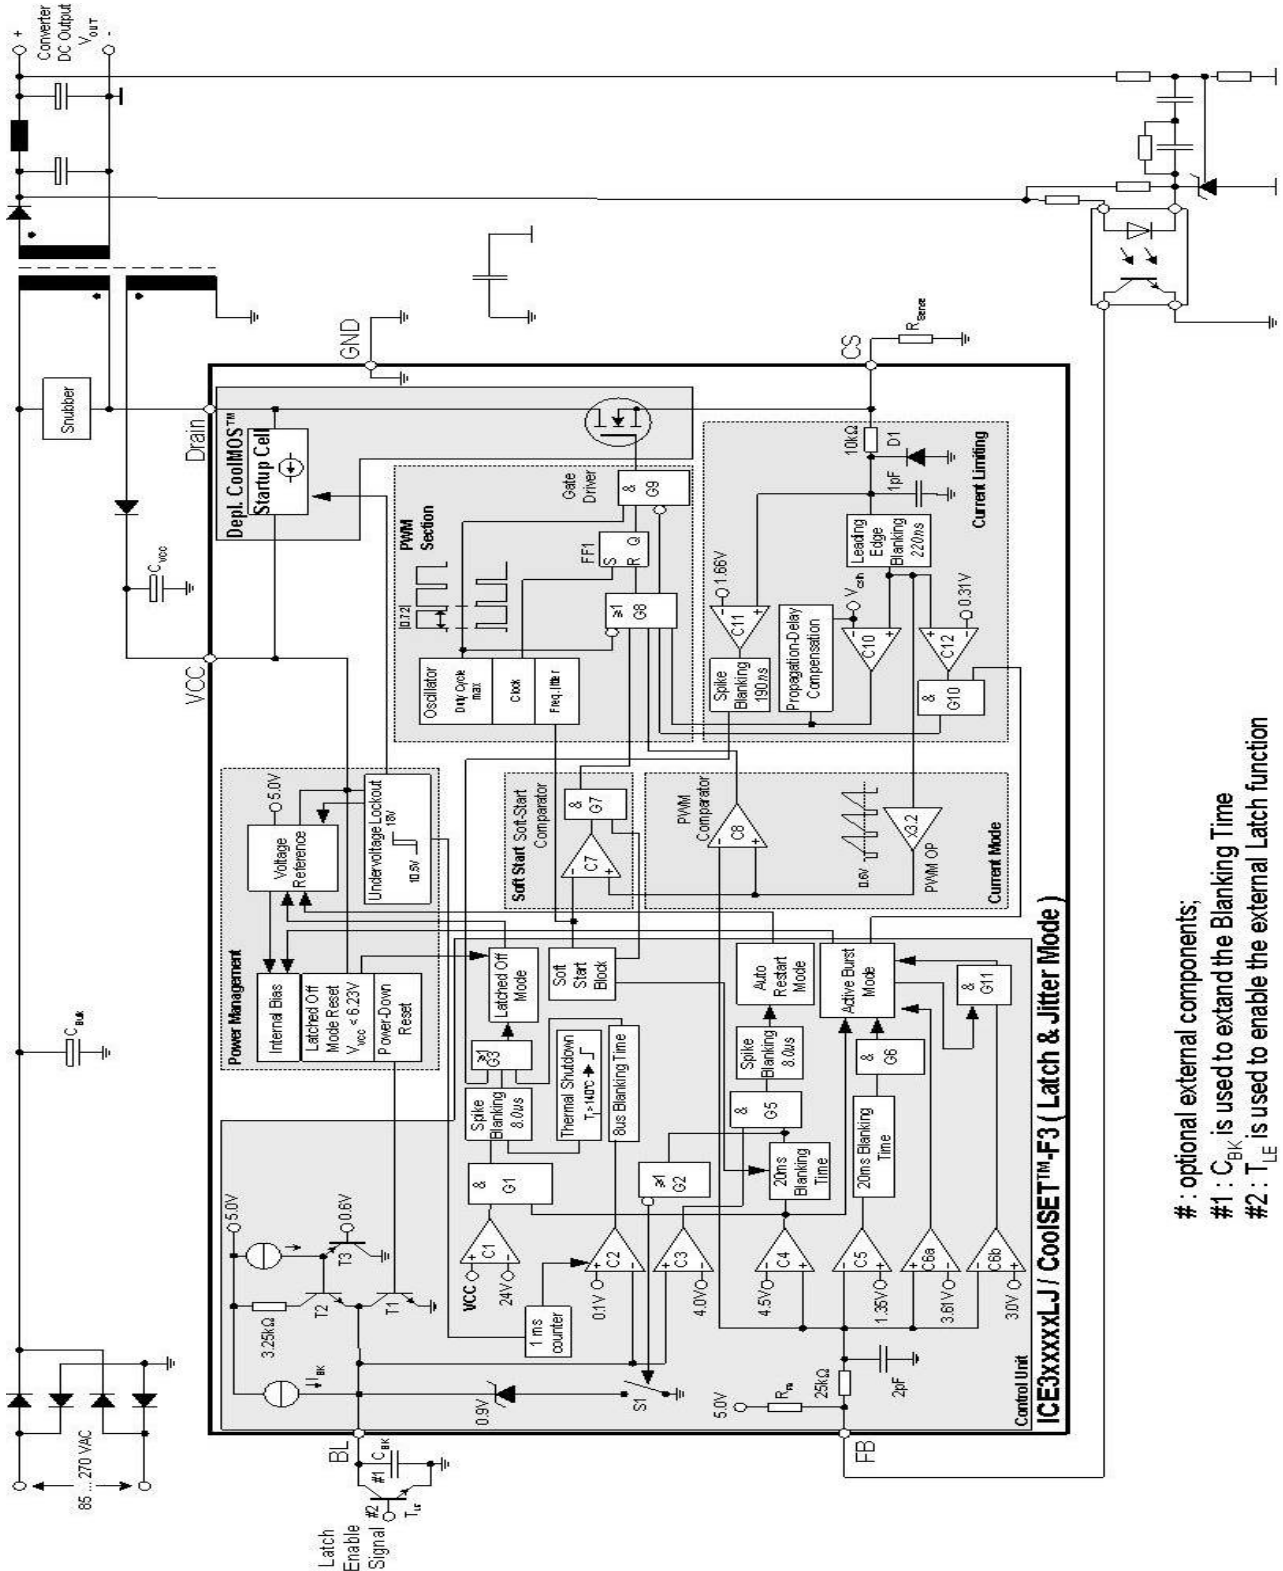 +
Converter
DC Output
VOUT
-
Snubber
CBulk
CVCC
85 ... 270 VAC
Drain
VCC
GND
CS
RSense
Depl. CoolMOS™
Startup Cell
Power Management
Internal Bias
Voltage
Reference
5.0V
Latched Off
Mode Reset
VVCC < 6.23V
Power-Down
Reset
Undervoltage Lockout
18V
10.5V
PWM
Section
0.72
Oscillator
Duty Cycle
max
Clock
Freq. Jitter
FF1
S
R
Q
≥1
G8
Gate
Driver
&
G9
5.0V
3.25kΩ
T2
T3
0.6V
T1
IBK
VCC
24V
C1
&
G1
Spike
Blanking
8.0us
≥1
G3
Latched Off
Mode
Thermal Shutdown
Tj >140°C
1 ms
counter
0.1V
C2
8us Blanking Time
Soft
Start
Block
Soft Start
Soft-Start
Comparator
C7
&
G7
0.9V
S1
≥1
G2
4.0V
C3
&
G5
Spike
Blanking
8.0us
Auto
Restart
Mode
4.5V
C4
20ms
Blanking
Time
1.35V
C5
20ms Blanking
Time
&
G6
Active Burst
Mode
3.61V
C6a
3.0V
C6b
&
G11
PWM
Comparator
C8
0.6V
x3.2
PWM OP
Current Mode
1.66V
C11
Spike
Blanking
190ns
Propagation-Delay
Compensation
Vcsth
C10
C12
0.31V
&
G10
Leading
Edge
Blanking
220ns
10kΩ
D1
1pF
Current Limiting
5.0V
RFB
25kΩ
2pF
Control Unit
BL
FB
#1
CBK
#2
TLE
Latch
Enable
Signal
ICE3xxxxLJ / CoolSET™-F3 ( Latch & Jitter Mode )
# : optional external components;
#1 : CBK is used to extand the Blanking Time
#2 : TLE is used to enable the external Latch function